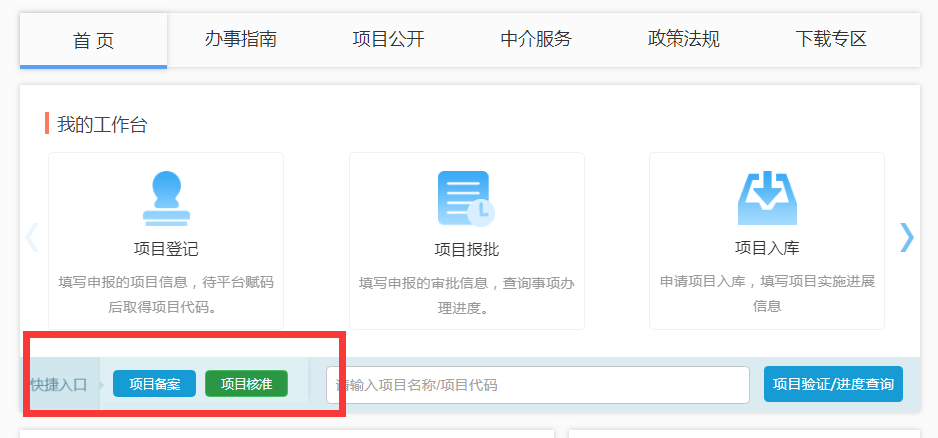 首 页
办事指南
项目公开
中介服务
政策法规
下载专区
我的工作台
项目登记
填写申报的项目信息，待平台赋码
后取得项目代码。
项目报批
填写申报的审批信息，查询事项办
理进度。
项目入库
申请项目入库，填写项目实施进展
信息
快捷入口
项目备案
项目核准
请输入项目名称/项目代码
项目验证/进度查询